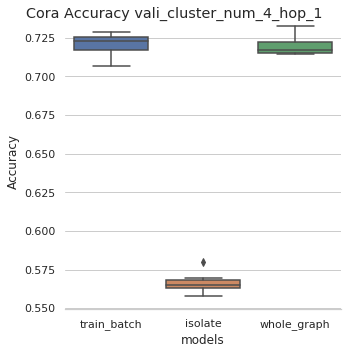 Cora Accuracy vali_cluster_num_4_hop_1
0.725
0.700
0.675
0.650
0.625
0.600
0.575
0.550
Accuracy
train_batch
isolate
whole_graph
models